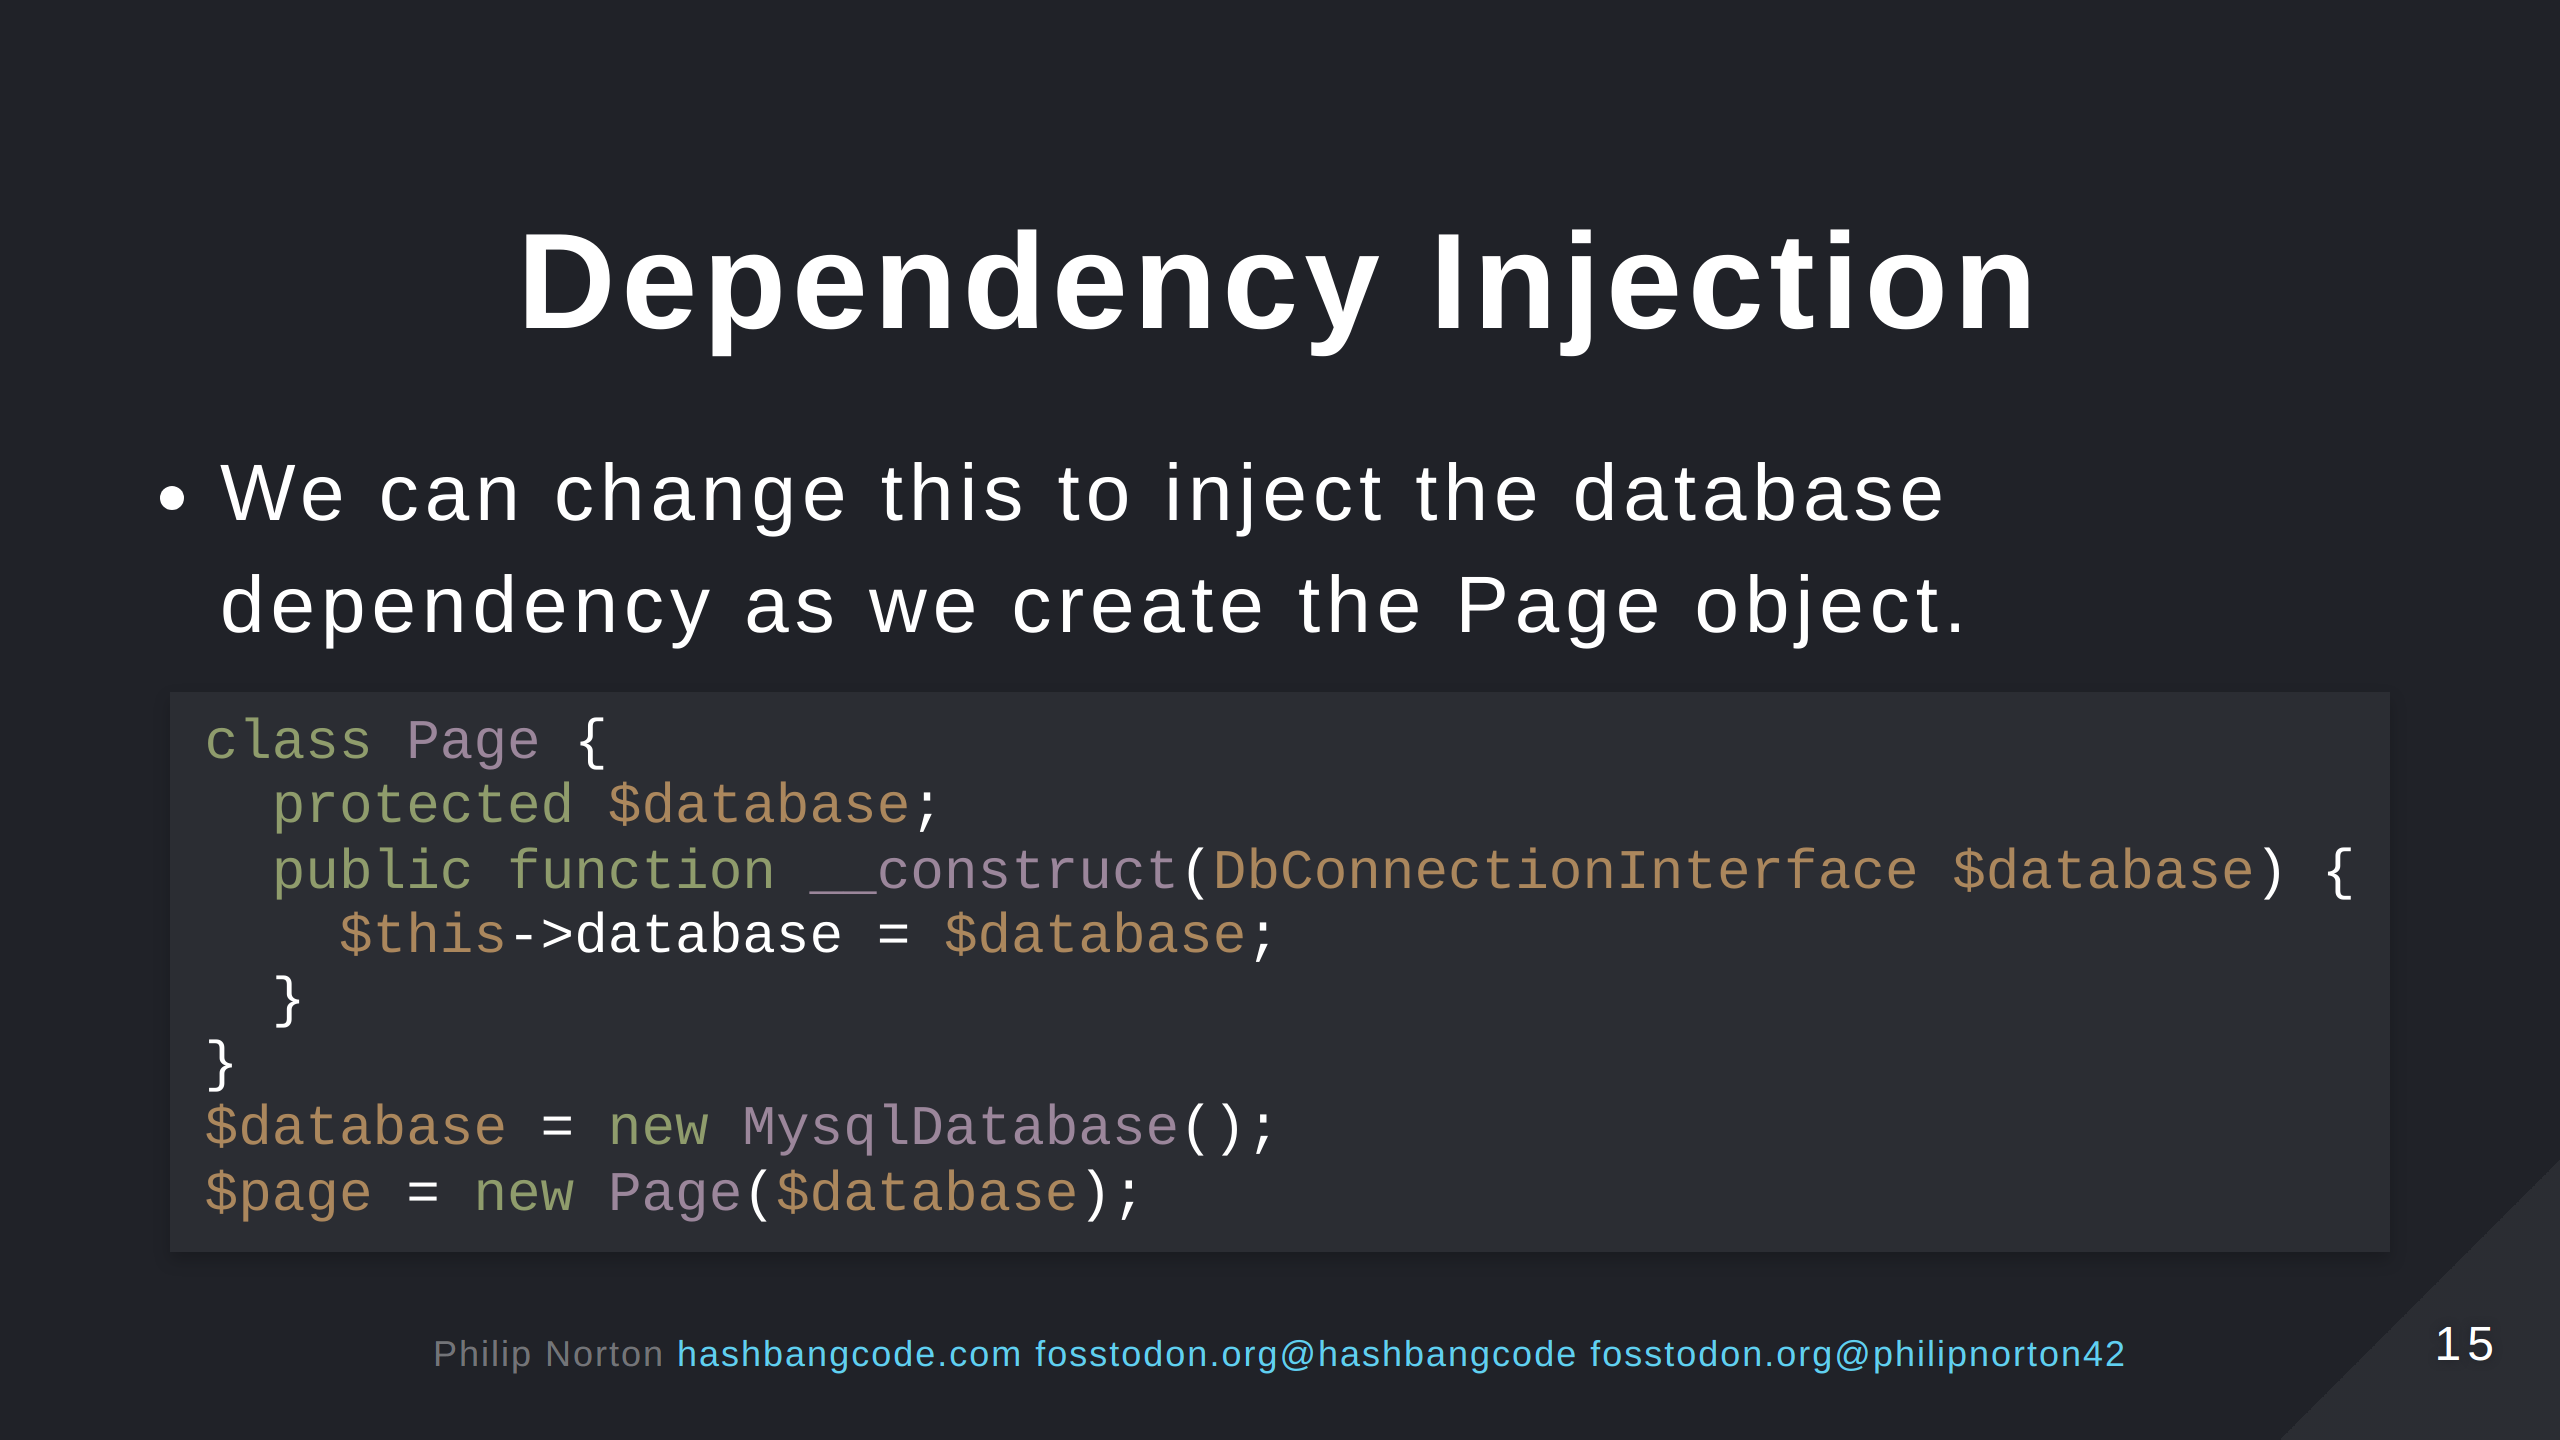 Dependency Injection
• We can change this to inject the database
dependency as we create the Page object.
class Page {
  protected $database;
  public function __construct(DbConnectionInterface $database) {
    $this->database = $database;
  }
}
$database = new MysqlDatabase();
$page = new Page($database);
Philip Norton hashbangcode.com fosstodon.org@hashbangcode fosstodon.org@philipnorton42
15